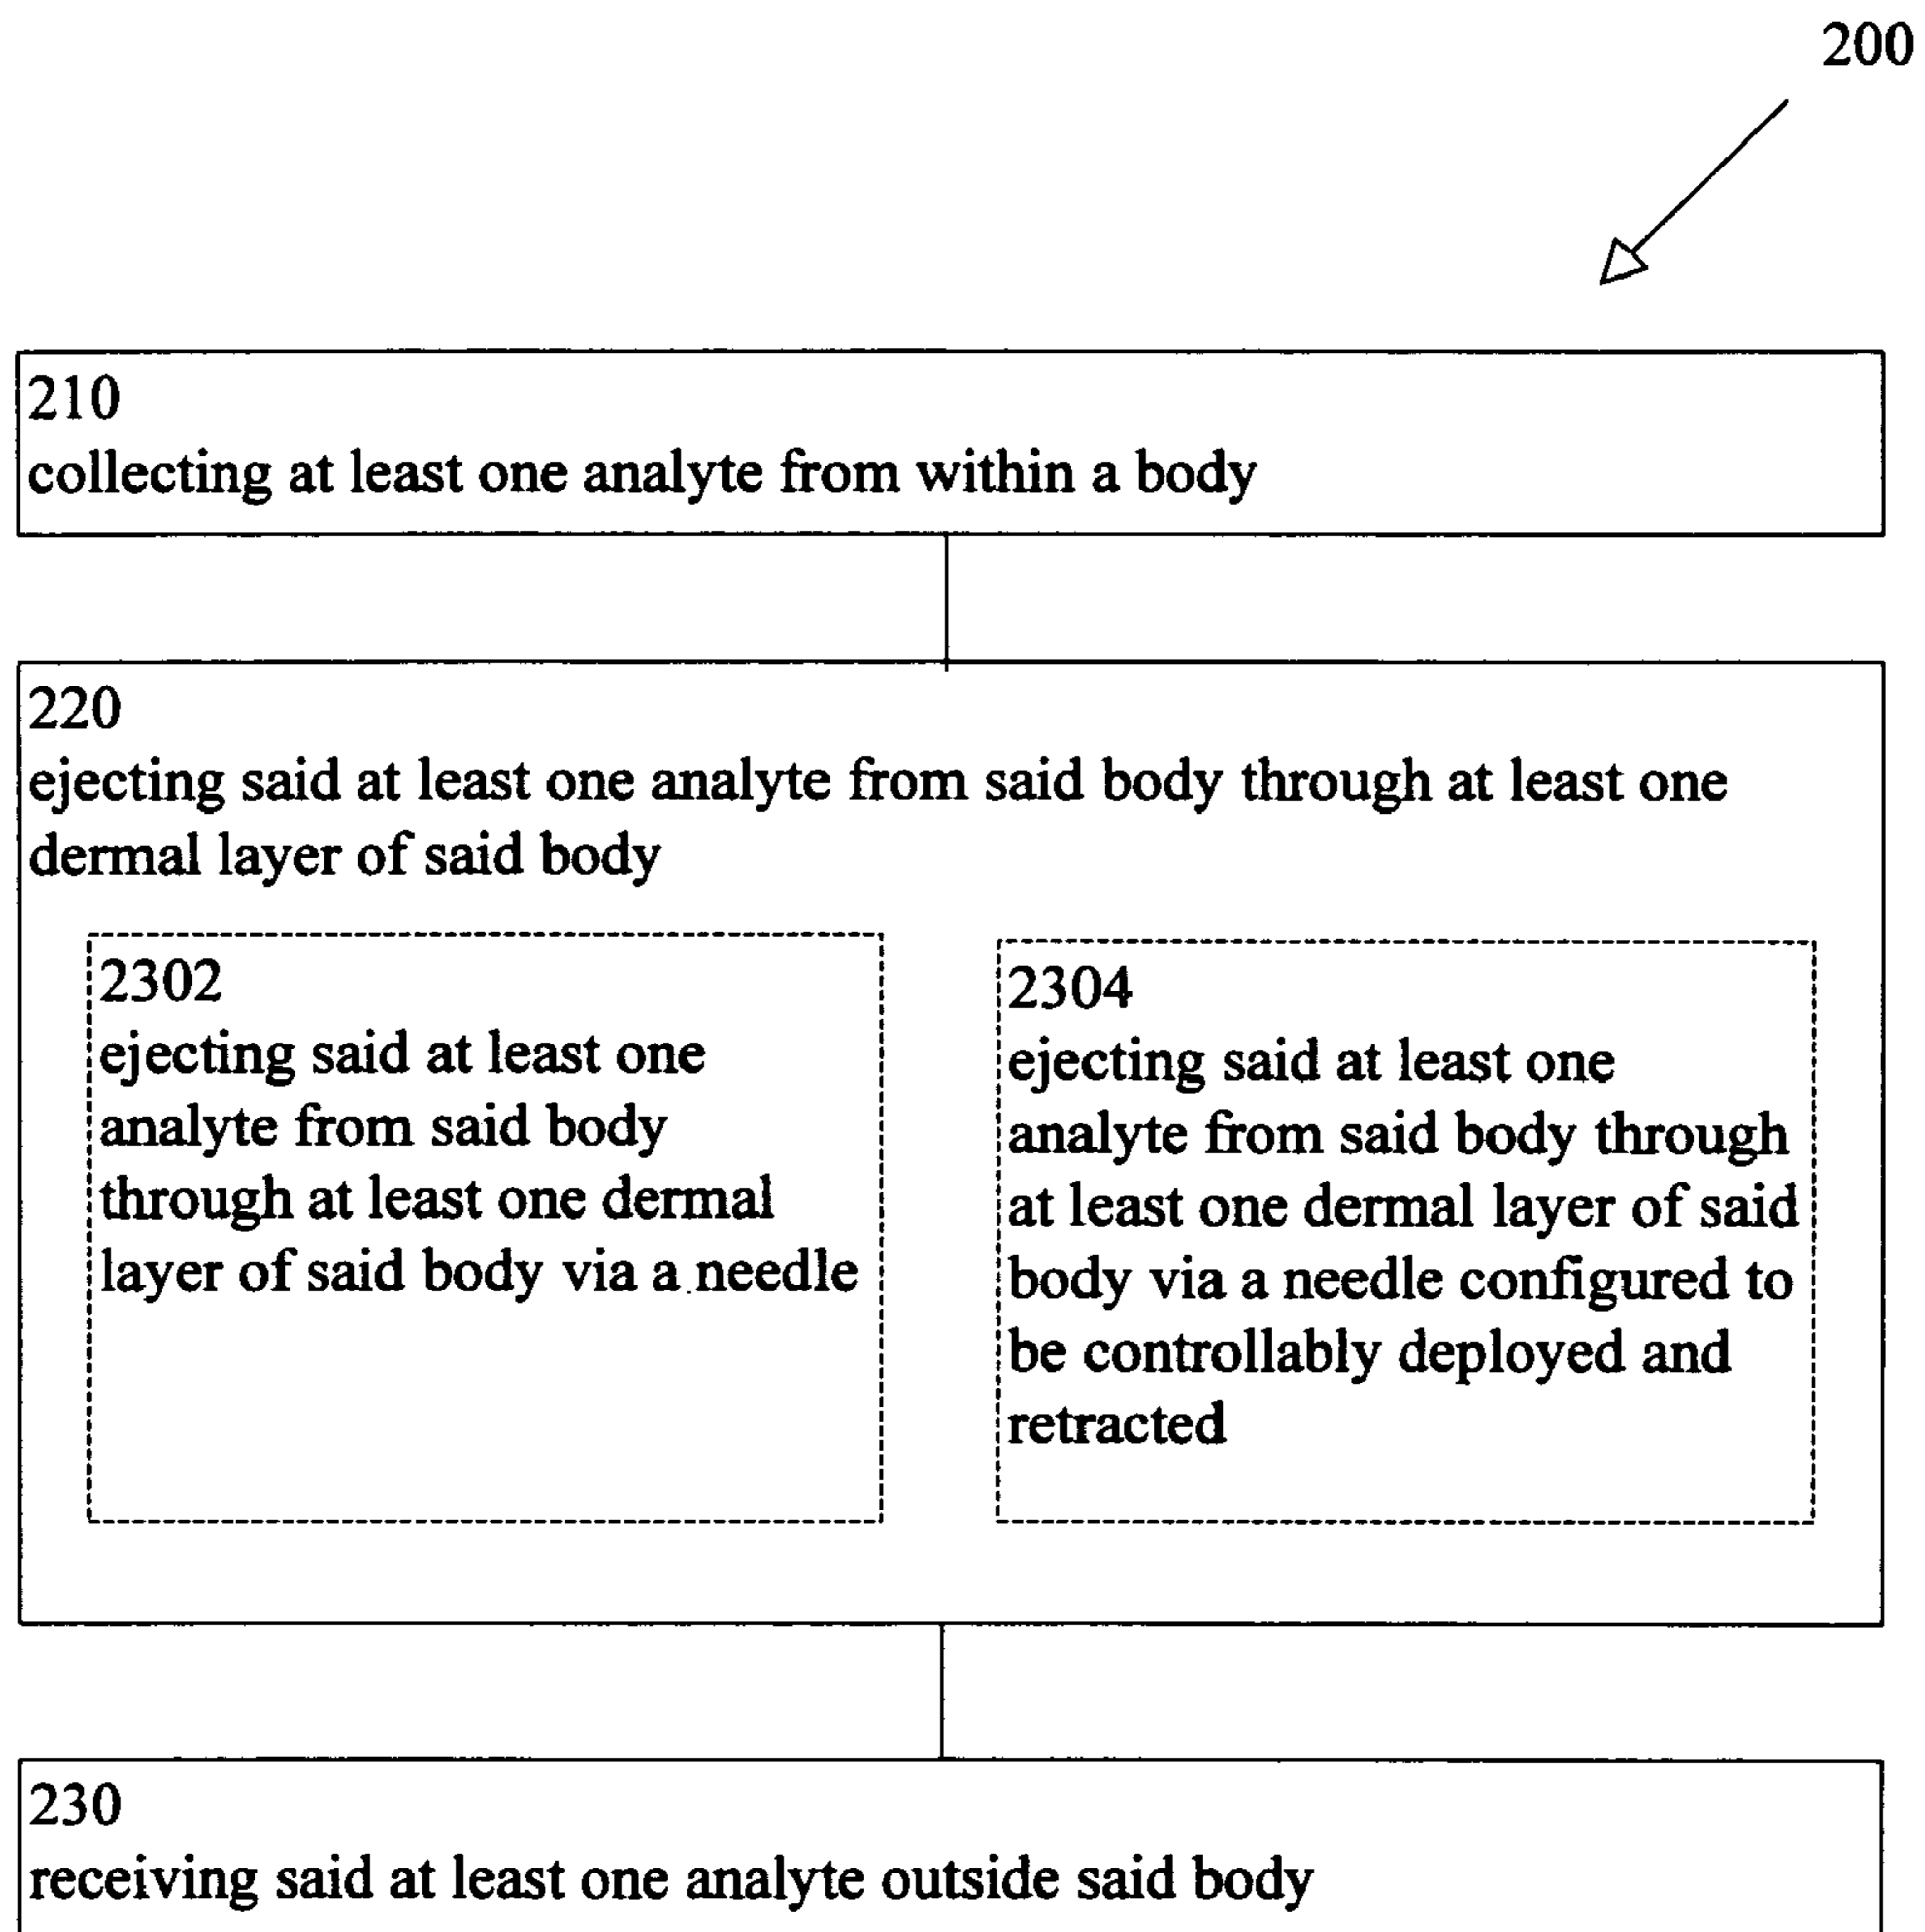 200
210
collecting at least one analyte from within a body
220
ejecting said at least one analyte from said body through at least one
dermal layer of said body
2302
ejecting said at least one
analyte from said body
through at least one dermal
layer of said body via a needle
2304
ejecting said at least one
analyte from said body through
at least one dermal layer of said
body via a needle configured to
be controllably deployed and
retracted
230
receiving said at least one analyte outside said body